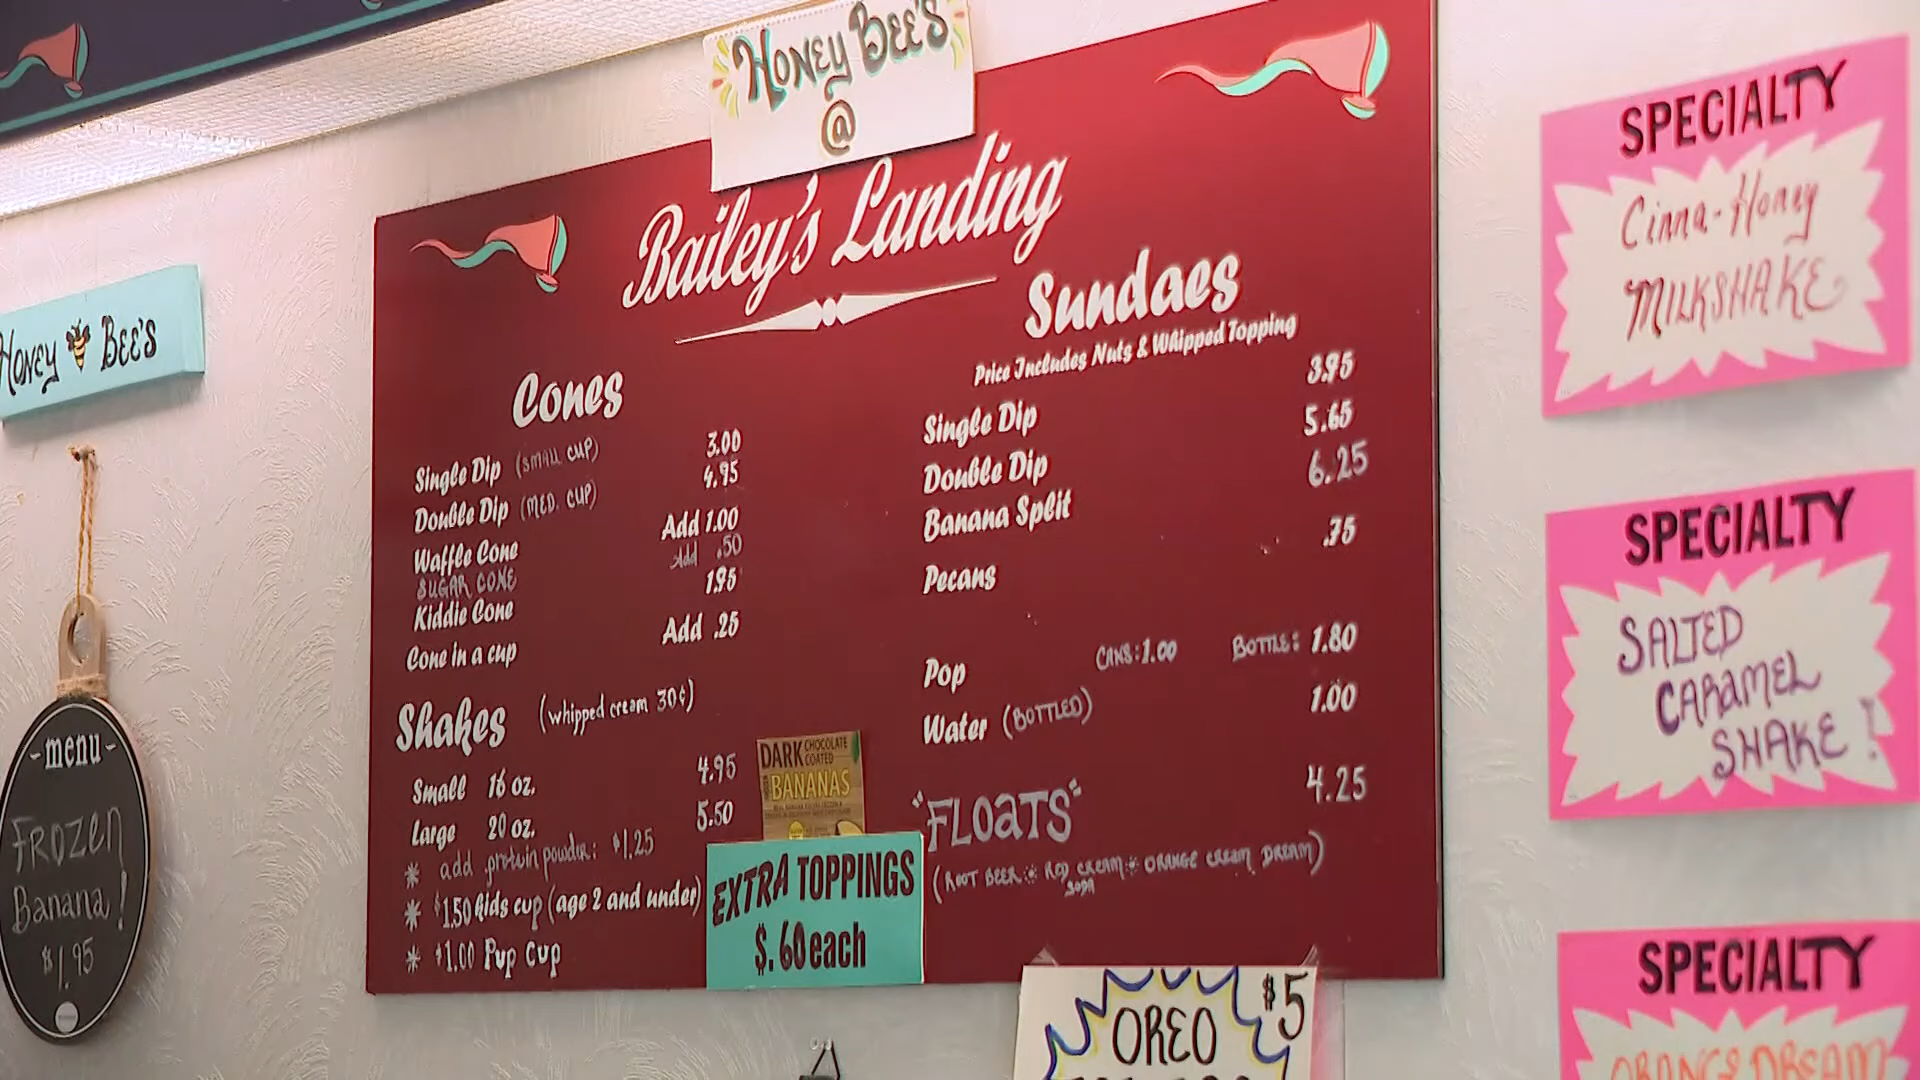 Honey Bee's
@
Bailey's Landing
Honey Bee's
-menu-
Frozen
Banana!
$1.95
Cones
Single Dip (small cup) 3.00
Double Dip (med. cup) 4.95
Waffle Cone Add 1.00
Sugar Cone Add .50
Kiddie Cone 1.95
Cone in a cup Add .25
Shakes (whipped cream 30¢)
Small 16 oz. 4.95
Large 20 oz. 5.50
* add protein powder: $1.25
* $1.50 kids cup (age 2 and under)
* $1.00 Pup Cup
DARK CHOCOLATE
COATED
BANANAS
EXTRA TOPPINGS
$.60 each
Sundaes
Price Includes Nuts & Whipped Topping
Single Dip 3.95
Double Dip 5.65
Banana Split 6.25
Pecans .75
Pop Cans: 1.00 Bottle: 1.80
Water (Bottled) 1.00
"FLOATS" 4.25
(Root Beer * Red Cream Soda * Orange Cream Dream)
OREO $5
SPECIALTY
Cinna-Honey
MILKSHAKE
SPECIALTY
SALTED
CARAMEL
SHAKE!
SPECIALTY
ORANGE DREAM